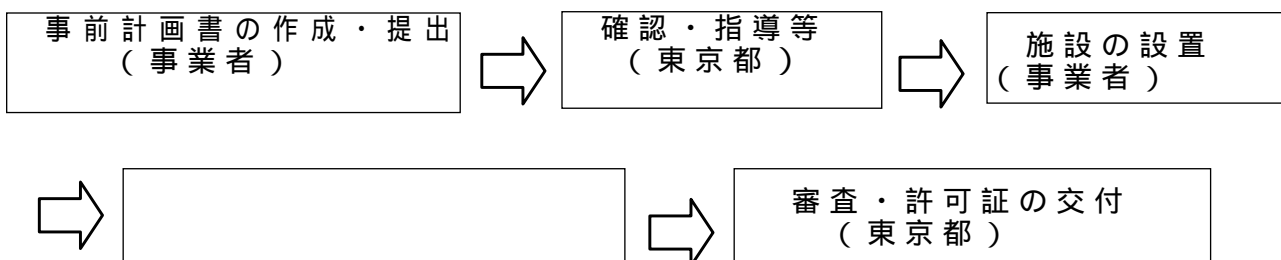 事前計画書の作成・提出
(事業者)
確認・指導等
(東京都)
施設の設置
(事業者)
審査・許可証の交付
(東京都)